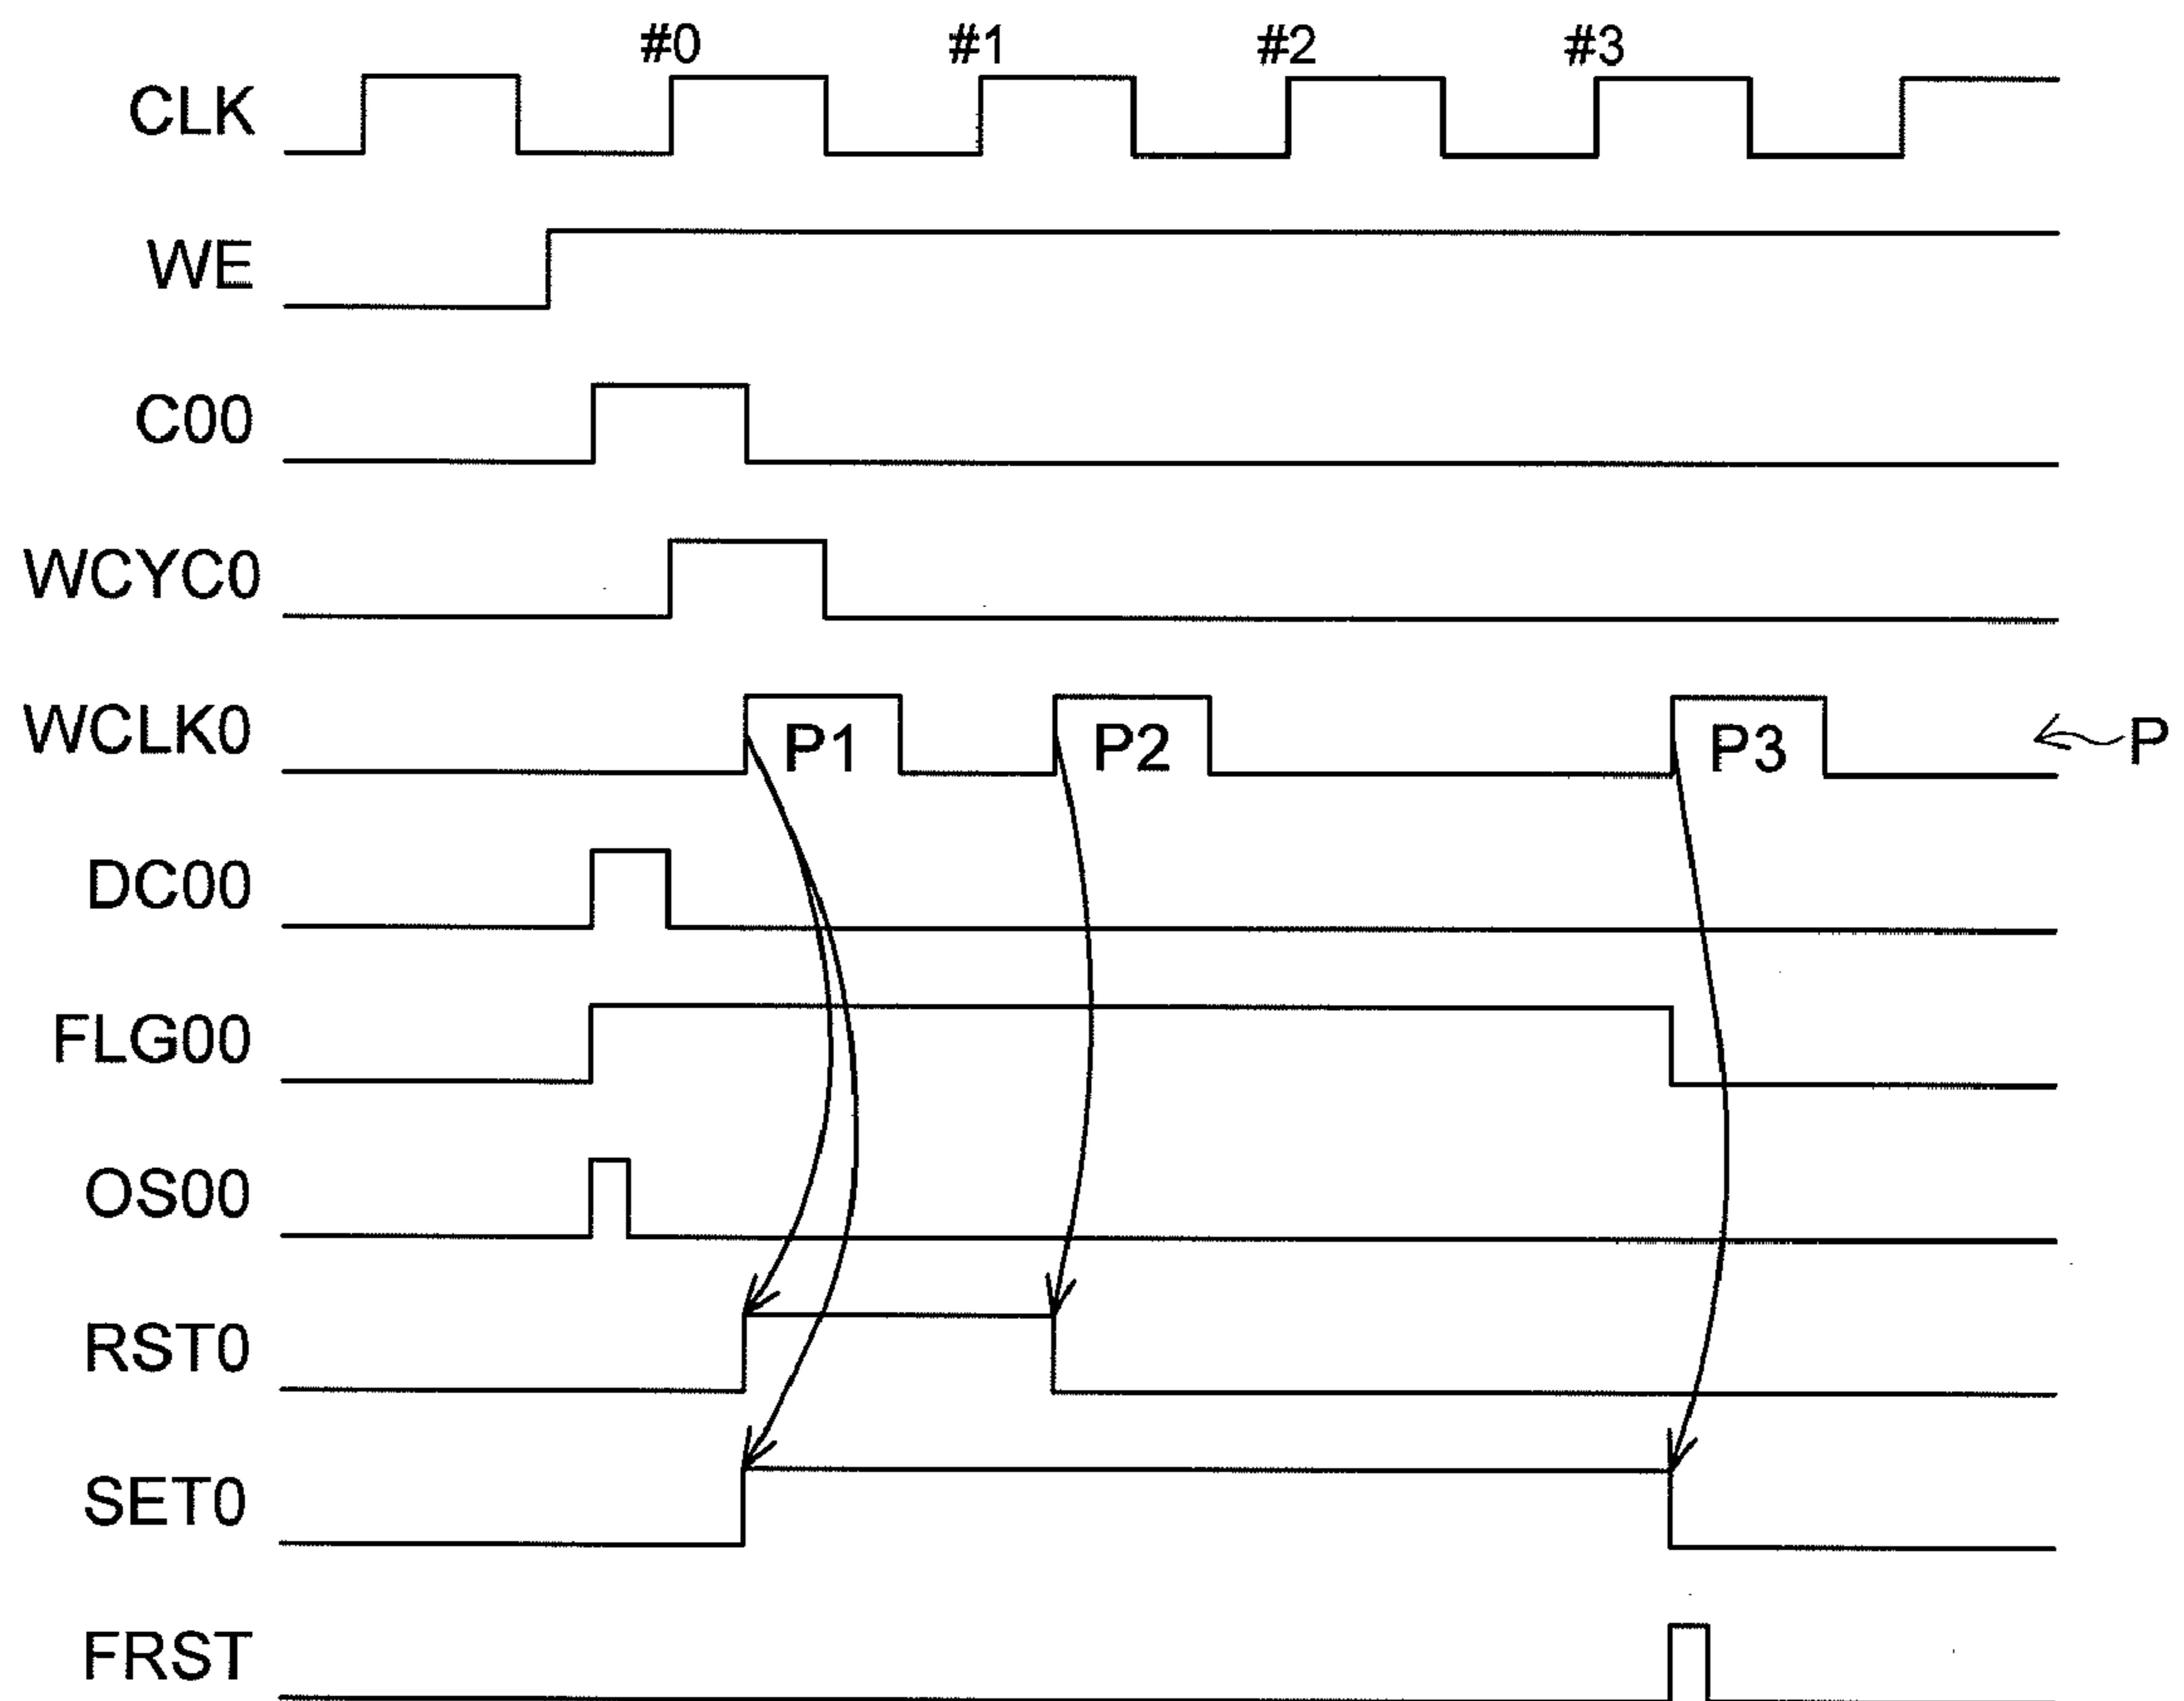 #0 #1 #2 #3
CLK
WE
C00
WCYC0
WCLK0 P1 P2 P3 P
DC00
FLG00
OS00
RST0
SET0
FRST